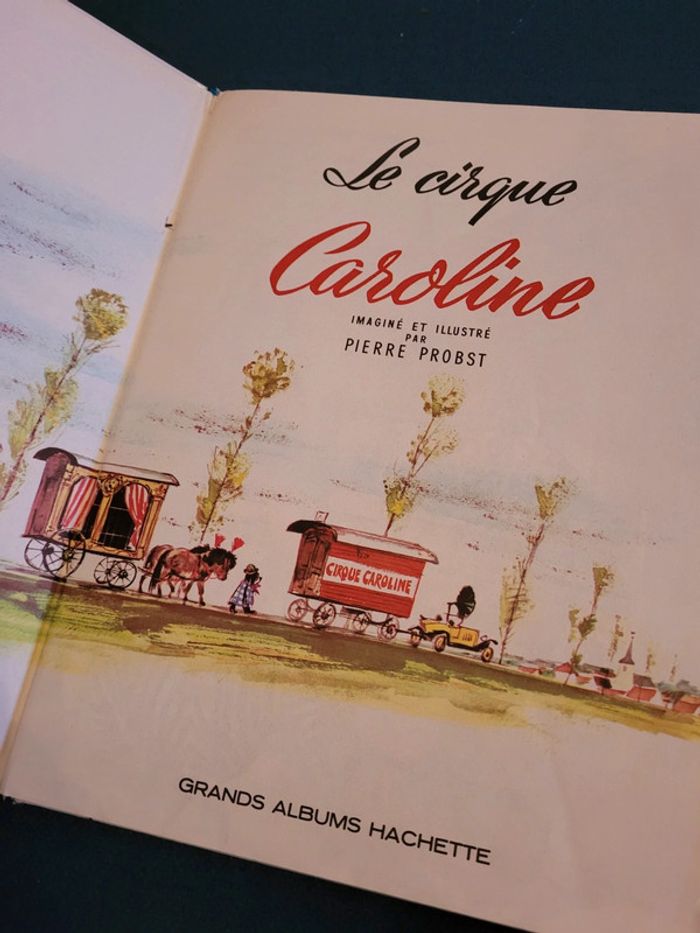 Le cirque
Caroline
IMAGINÉ ET ILLUSTRÉ
PAR
PIERRE PROBST
CIRQUE CAROLINE
GRANDS ALBUMS HACHETTE